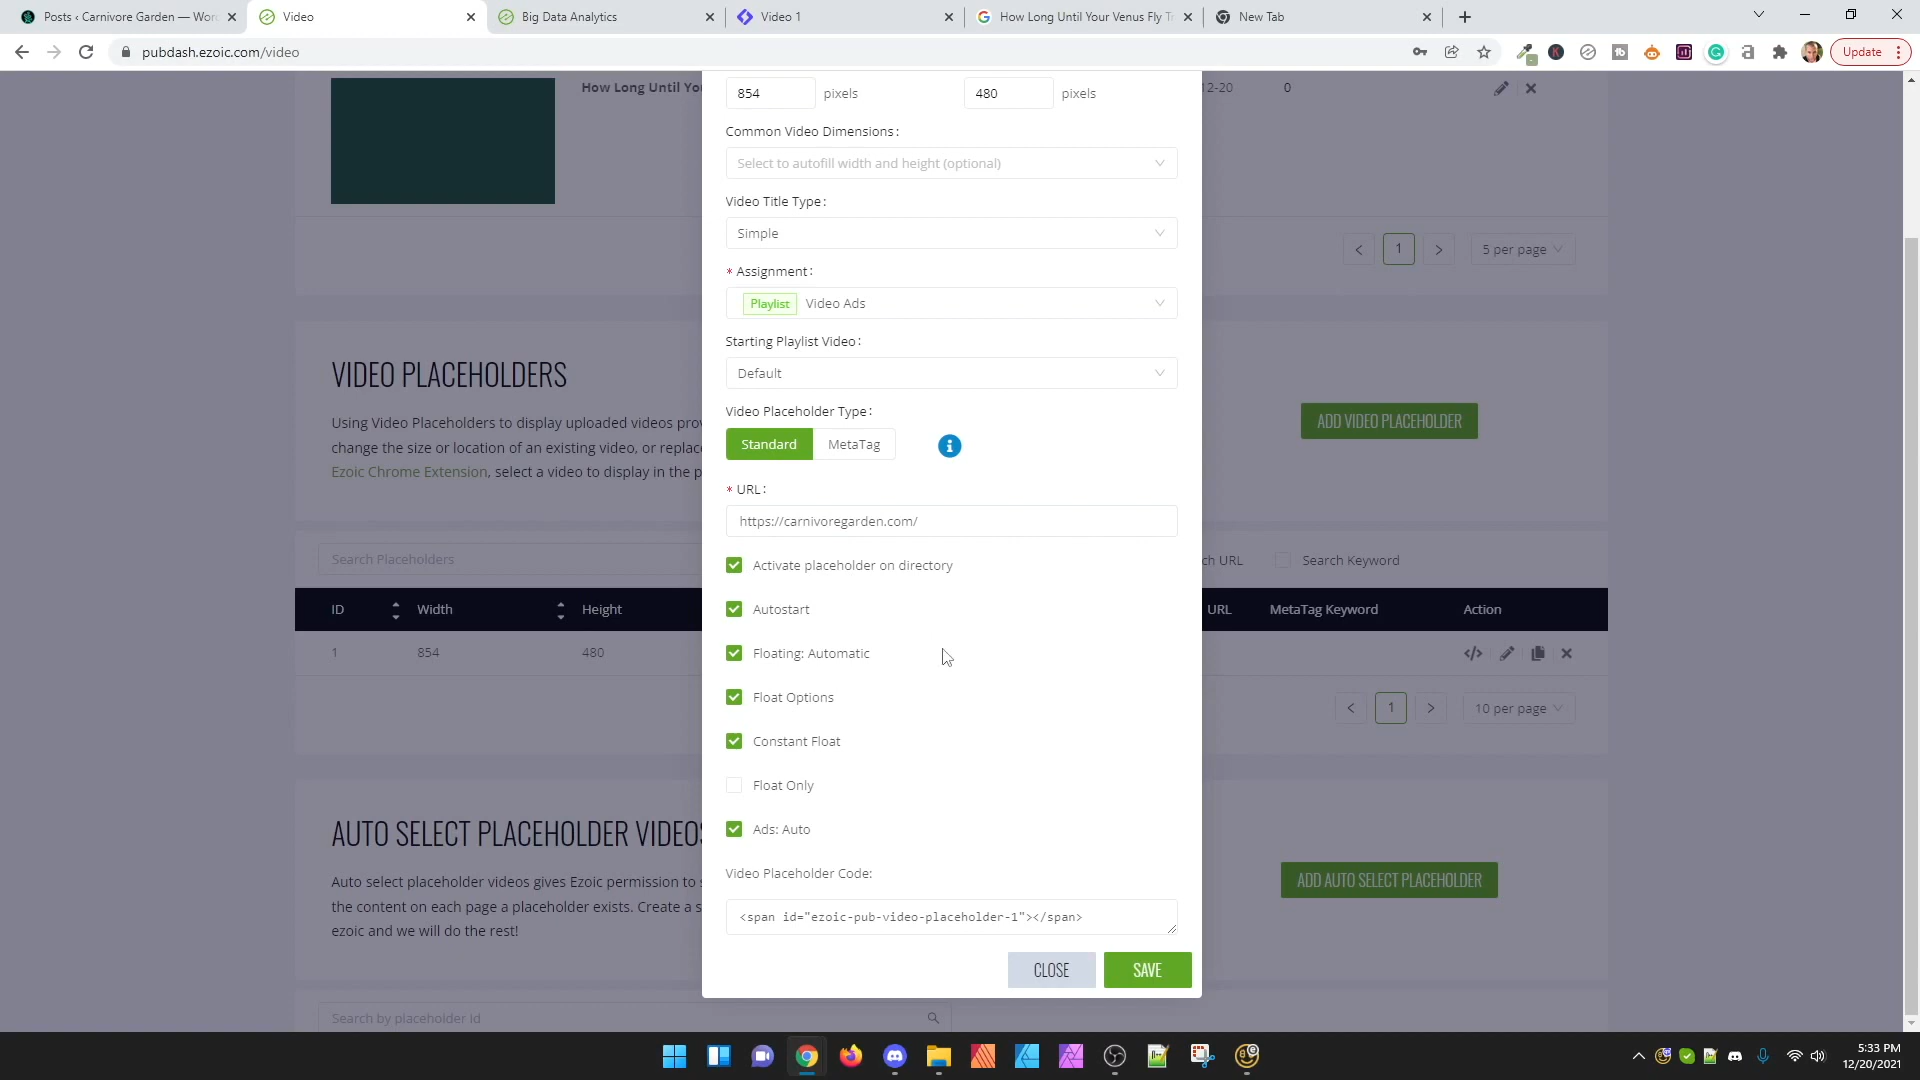 Posts ‹ Carnivore Garden — Wor
Video
Big Data Analytics
Video 1
How Long Until Your Venus Fly Tr
New Tab
pubdash.ezoic.com/video
Update
How Long Until Yo
12-20
0
854 pixels
480 pixels
Common Video Dimensions:
Select to autofill width and height (optional)
Video Title Type:
Simple
* Assignment:
Playlist Video Ads
Starting Playlist Video:
Default
Video Placeholder Type:
Standard
MetaTag
* URL:
https://carnivoregarden.com/
Activate placeholder on directory
Autostart
Floating: Automatic
Float Options
Constant Float
Float Only
Ads: Auto
Video Placeholder Code:
<span id="ezoic-pub-video-placeholder-1"></span>
CLOSE
SAVE
1
5 per page
VIDEO PLACEHOLDERS
Using Video Placeholders to display uploaded videos pro
change the size or location of an existing video, or replac
Ezoic Chrome Extension, select a video to display in the p
ADD VIDEO PLACEHOLDER
Search Placeholders
ch URL
Search Keyword
ID
Width
Height
URL
MetaTag Keyword
Action
1
854
480
1
10 per page
AUTO SELECT PLACEHOLDER VIDEOS
Auto select placeholder videos gives Ezoic permission to s
the content on each page a placeholder exists. Create a s
ezoic and we will do the rest!
ADD AUTO SELECT PLACEHOLDER
Search by placeholder id
5:33 PM
12/20/2021